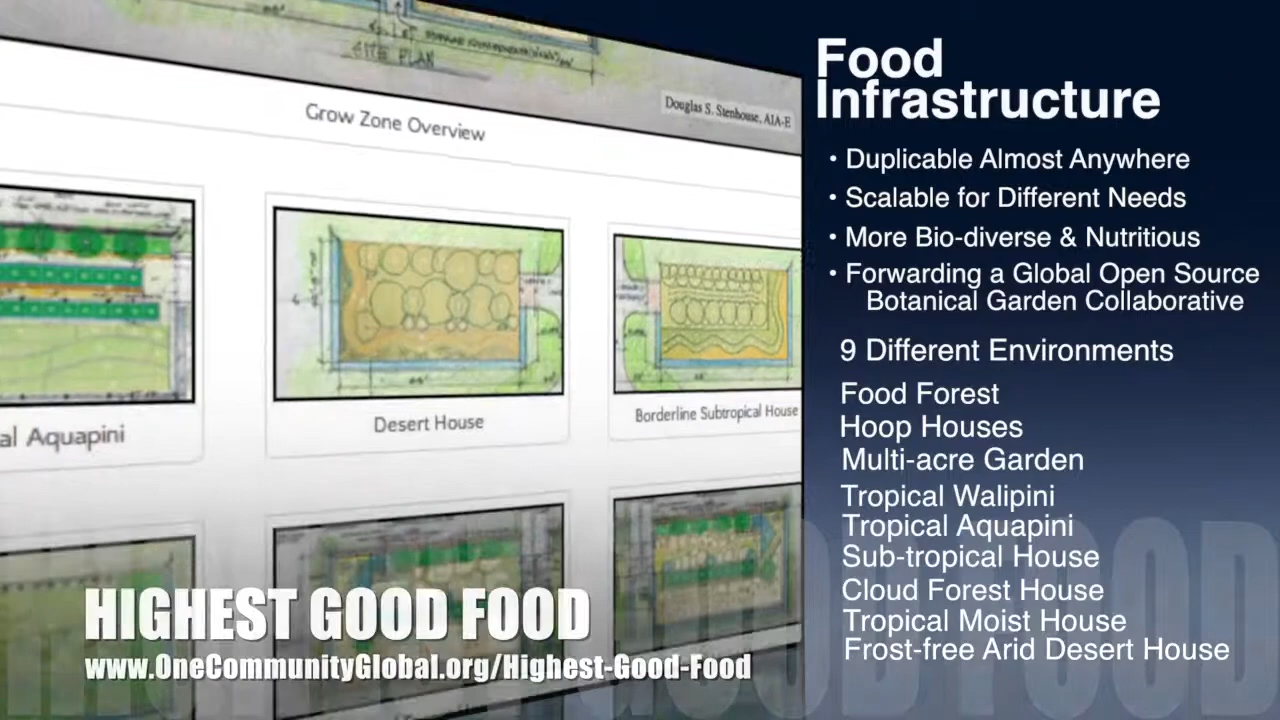 SITE PLAN
Douglas S. Stenhouse, AIA-E
Grow Zone Overview
al Aquapini
Desert House
Borderline Subtropical House
HIGHEST GOOD FOOD
www.OneCommunityGlobal.org/Highest-Good-Food
Food
Infrastructure
• Duplicable Almost Anywhere
• Scalable for Different Needs
• More Bio-diverse & Nutritious
• Forwarding a Global Open Source
Botanical Garden Collaborative
9 Different Environments
Food Forest
Hoop Houses
Multi-acre Garden
Tropical Walipini
Tropical Aquapini
Sub-tropical House
Cloud Forest House
Tropical Moist House
Frost-free Arid Desert House
GOOD FOOD